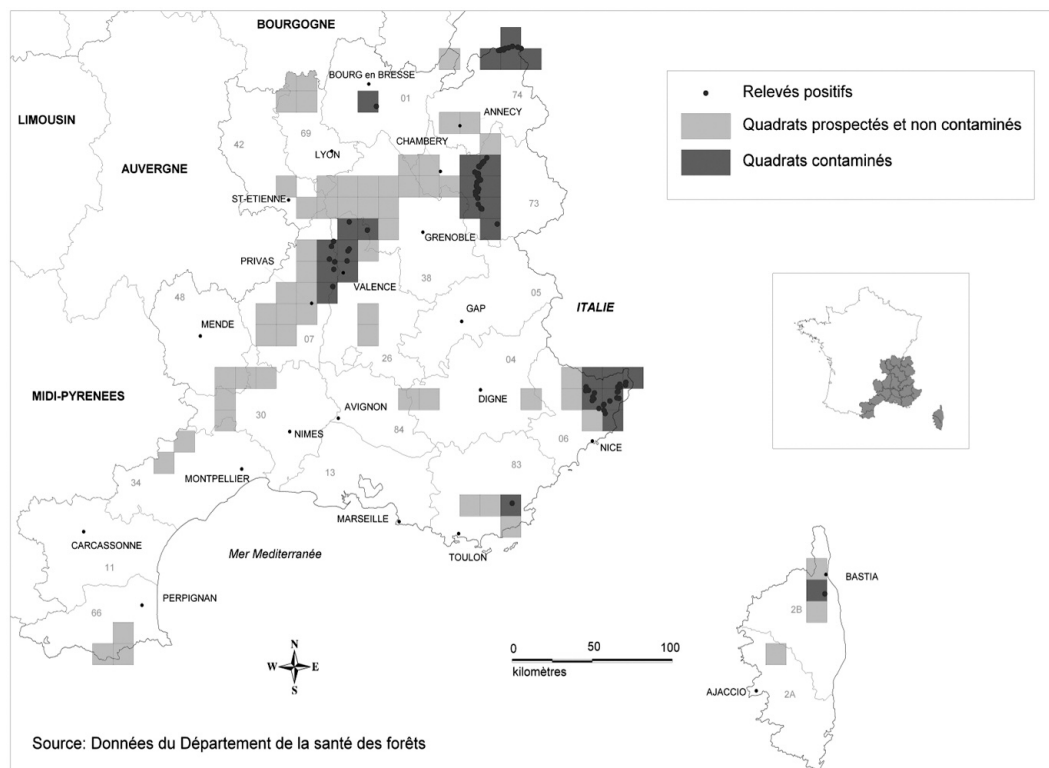 BOURGOGNE
BOURG en BRESSE
01
74
ANNECY
LIMOUSIN
69
42
CHAMBERY
LYON
AUVERGNE
ST-ETIENNE
73
GRENOBLE
PRIVAS
38
VALENCE
48
05
ITALIE
GAP
MENDE
07
26
04
MIDI-PYRENEES
DIGNE
AVIGNON
30
84
NIMES
06
NICE
83
MONTPELLIER
13
34
MARSEILLE
TOULON
CARCASSONNE
Mer Mediterranée
11
PERPIGNAN
66
BASTIA
2B
AJACCIO
2A
Relevés positifs
Quadrats prospectés et non contaminés
Quadrats contaminés
N
W E
S
0 50 100
kilomètres
Source: Données du Département de la santé des forêts